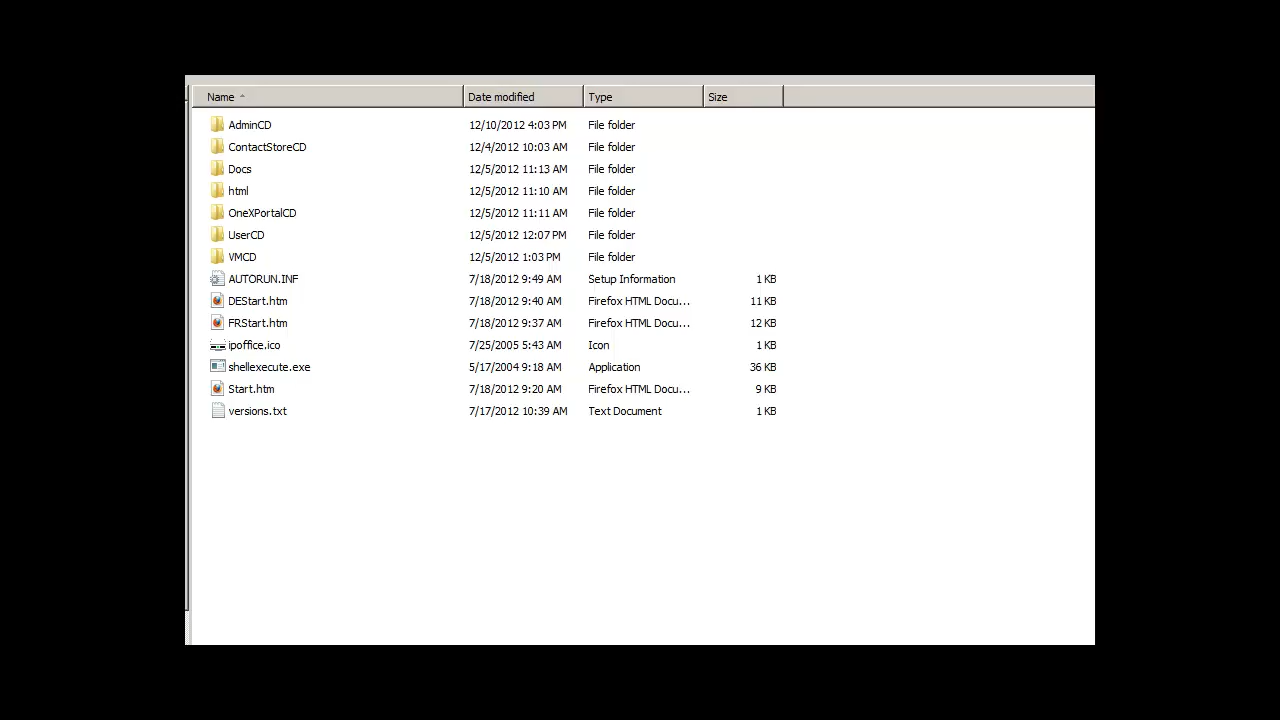 Name Date modified Type Size
AdminCD 12/10/2012 4:03 PM File folder
ContactStoreCD 12/4/2012 10:03 AM File folder
Docs 12/5/2012 11:13 AM File folder
html 12/5/2012 11:10 AM File folder
OneXPortalCD 12/5/2012 11:11 AM File folder
UserCD 12/5/2012 12:07 PM File folder
VMCD 12/5/2012 1:03 PM File folder
AUTORUN.INF 7/18/2012 9:49 AM Setup Information 1 KB
DEStart.htm 7/18/2012 9:40 AM Firefox HTML Docu... 11 KB
FRStart.htm 7/18/2012 9:37 AM Firefox HTML Docu... 12 KB
ipoffice.ico 7/25/2005 5:43 AM Icon 1 KB
shellexecute.exe 5/17/2004 9:18 AM Application 36 KB
Start.htm 7/18/2012 9:20 AM Firefox HTML Docu... 9 KB
versions.txt 7/17/2012 10:39 AM Text Document 1 KB